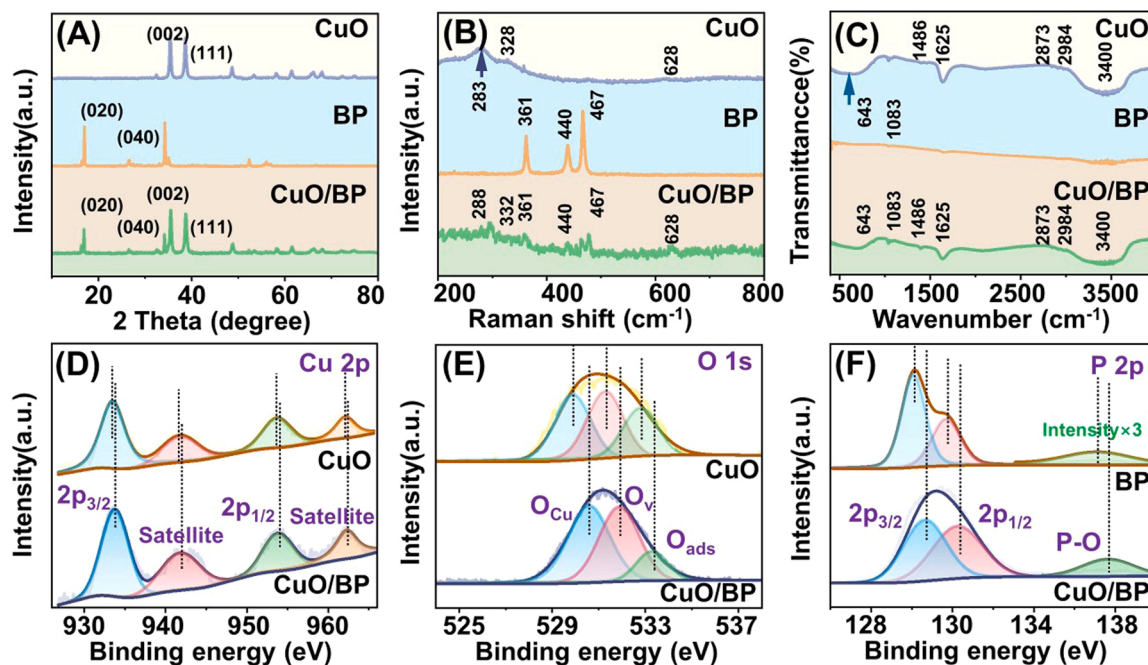 (A)
CuO
(002)
(111)
BP
(020)
(040)
CuO/BP
(020)
(040)
(002)
(111)
Intensity(a.u.)
20
40
60
80
2 Theta (degree)
(B)
CuO
283
328
628
BP
361
440
467
CuO/BP
288
332
361
440
467
628
Intensity(a.u.)
200
400
600
800
Raman shift (cm-1)
(C)
CuO
643
1083
1486
1625
2873
2984
3400
BP
CuO/BP
643
1083
1486
1625
2873
2984
3400
Transmittancce(%)
500
1500
2500
3500
Wavenumber (cm-1)
(D)
Cu 2p
CuO
2p3/2
Satellite
2p1/2
Satellite
CuO/BP
Intensity(a.u.)
930
940
950
960
Binding energy (eV)
(E)
O 1s
CuO
OCu
Ov
Oads
CuO/BP
Intensity(a.u.)
525
529
533
537
Binding energy (eV)
(F)
P 2p
Intensity×3
BP
2p3/2
2p1/2
P-O
CuO/BP
Intensity(a.u.)
128
130
134
138
Binding energy (eV)